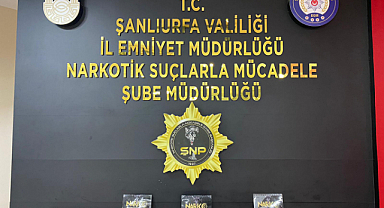 T.C.
ŞANLIURFA VALİLİĞİ
İL EMNİYET MÜDÜRLÜĞÜ
NARKOTİK SUÇLARLA MÜCADELE
ŞUBE MÜDÜRLÜĞÜ
SNP